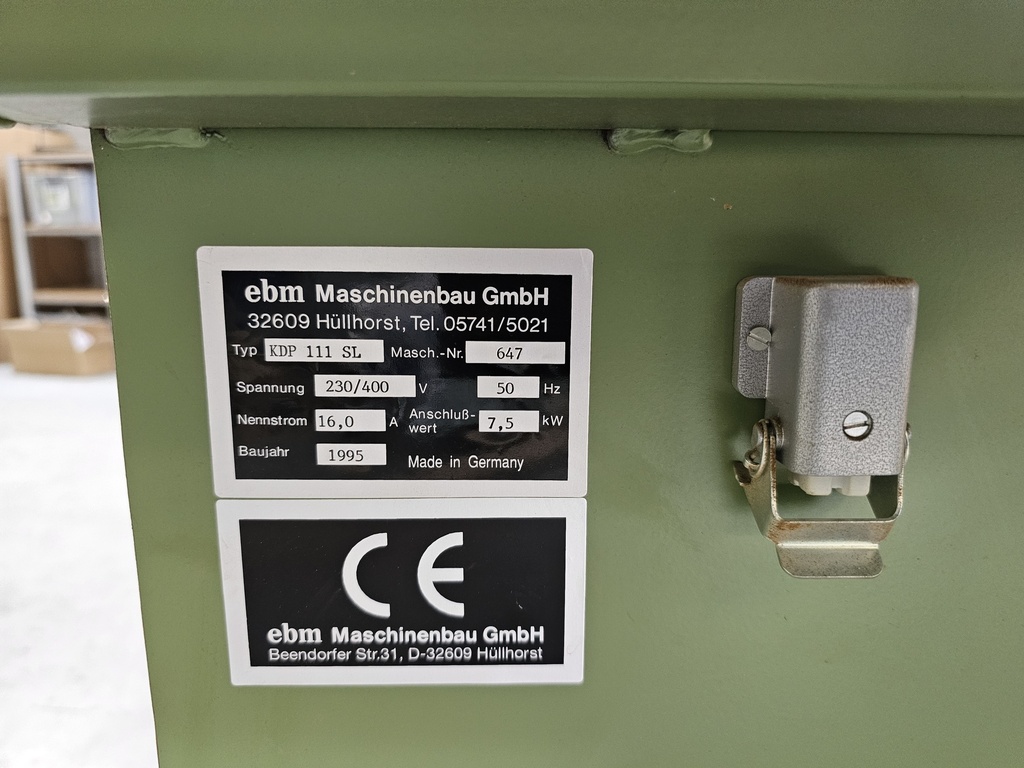 ebm Maschinenbau GmbH
32609 Hüllhorst, Tel. 05741/5021
Typ KDP 111 SL Masch.-Nr. 647
Spannung 230/400 V 50 Hz
Nennstrom 16,0 A Anschluß-
wert 7,5 kW
Baujahr 1995 Made in Germany
CE
ebm Maschinenbau GmbH
Beendorfer Str.31, D-32609 Hüllhorst